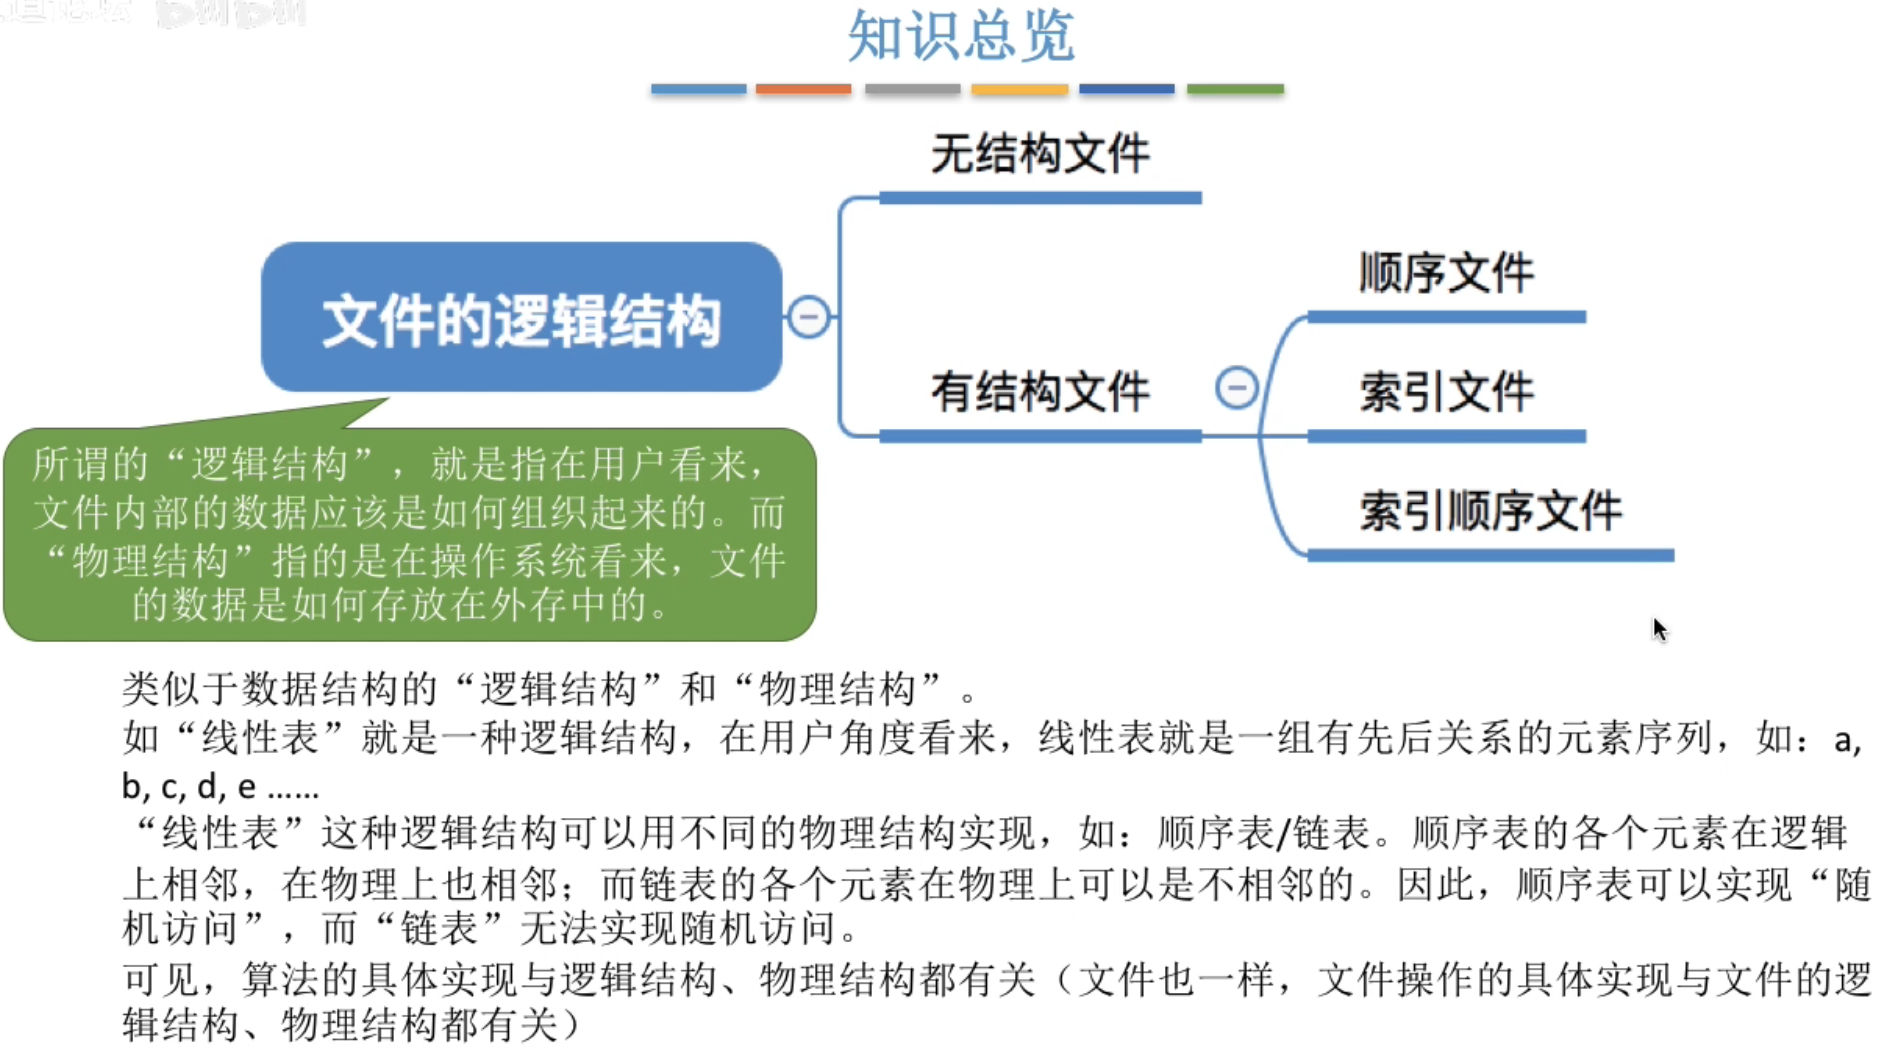 知识总览
无结构文件
顺序文件
文件的逻辑结构
有结构文件
索引文件
索引顺序文件
所谓的“逻辑结构”，就是指在用户看来，
文件内部的数据应该是如何组织起来的。而
“物理结构”指的是在操作系统看来，文件
的数据是如何存放在外存中的。
类似于数据结构的“逻辑结构”和“物理结构”。
如“线性表”就是一种逻辑结构，在用户角度看来，线性表就是一组有先后关系的元素序列，如：a,
b, c, d, e ……
“线性表”这种逻辑结构可以用不同的物理结构实现，如：顺序表/链表。顺序表的各个元素在逻辑
上相邻，在物理上也相邻；而链表的各个元素在物理上可以是不相邻的。因此，顺序表可以实现“随
机访问”，而“链表”无法实现随机访问。
可见，算法的具体实现与逻辑结构、物理结构都有关（文件也一样，文件操作的具体实现与文件的逻
辑结构、物理结构都有关）